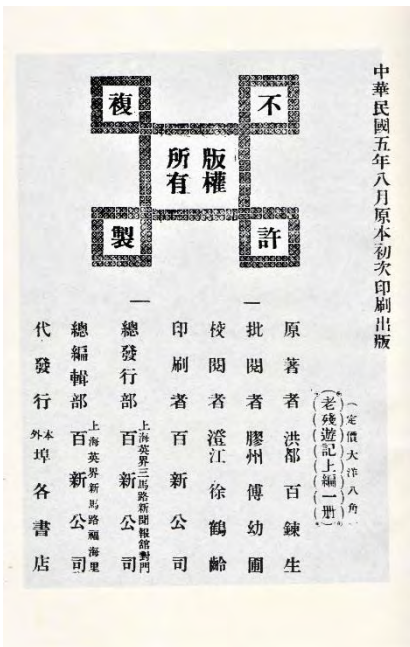 中華民國五年八月原本初次印刷出版
不許
複製
版權
所有
（定價大洋八角）
（老殘遊記上編一册）
原著者洪都百鍊生
批閱者膠州傅幼圃
校閱者澄江徐鶴齡
印刷者百新公司
總發行部上海英界三馬路新聞報舘對門百新公司
總編輯部上海英界新馬路福海里百新公司
代發行本外埠各書店